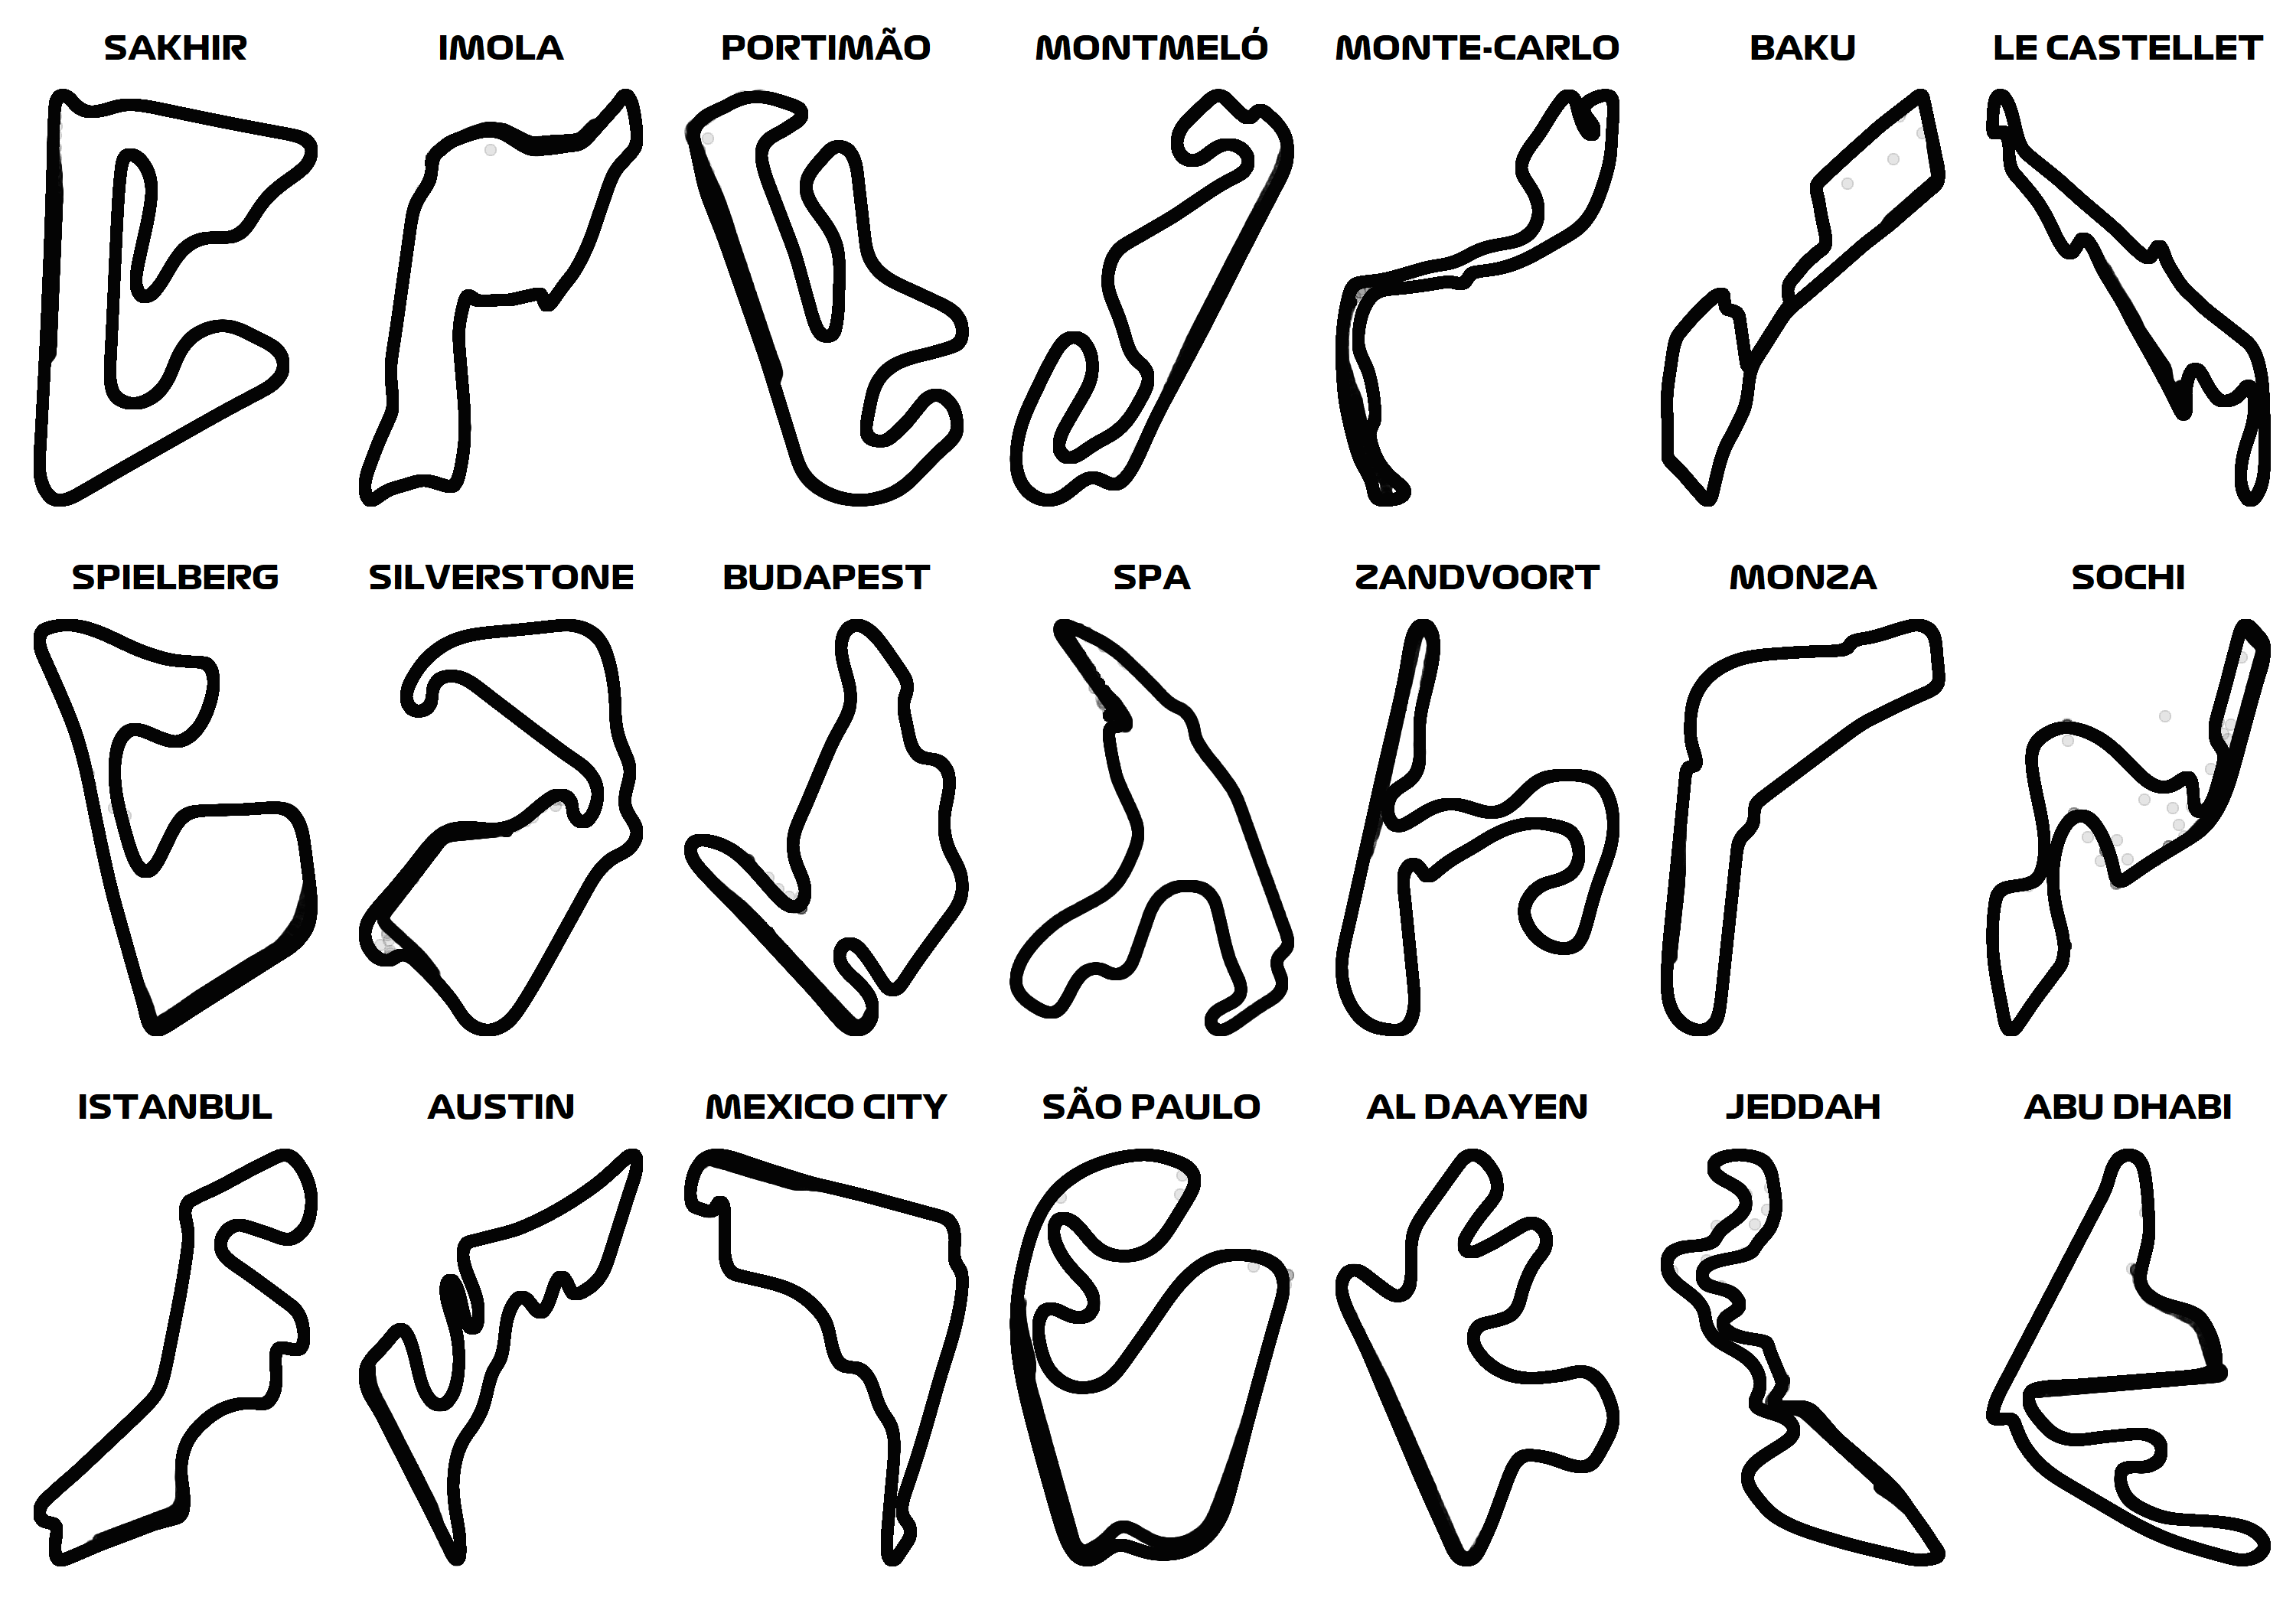 SAKHIR IMOLA PORTIMÃO MONTMELÓ MONTE-CARLO BAKU LE CASTELLET
SPIELBERG SILVERSTONE BUDAPEST SPA ZANDVOORT MONZA SOCHI
ISTANBUL AUSTIN MEXICO CITY SÃO PAULO AL DAAYEN JEDDAH ABU DHABI